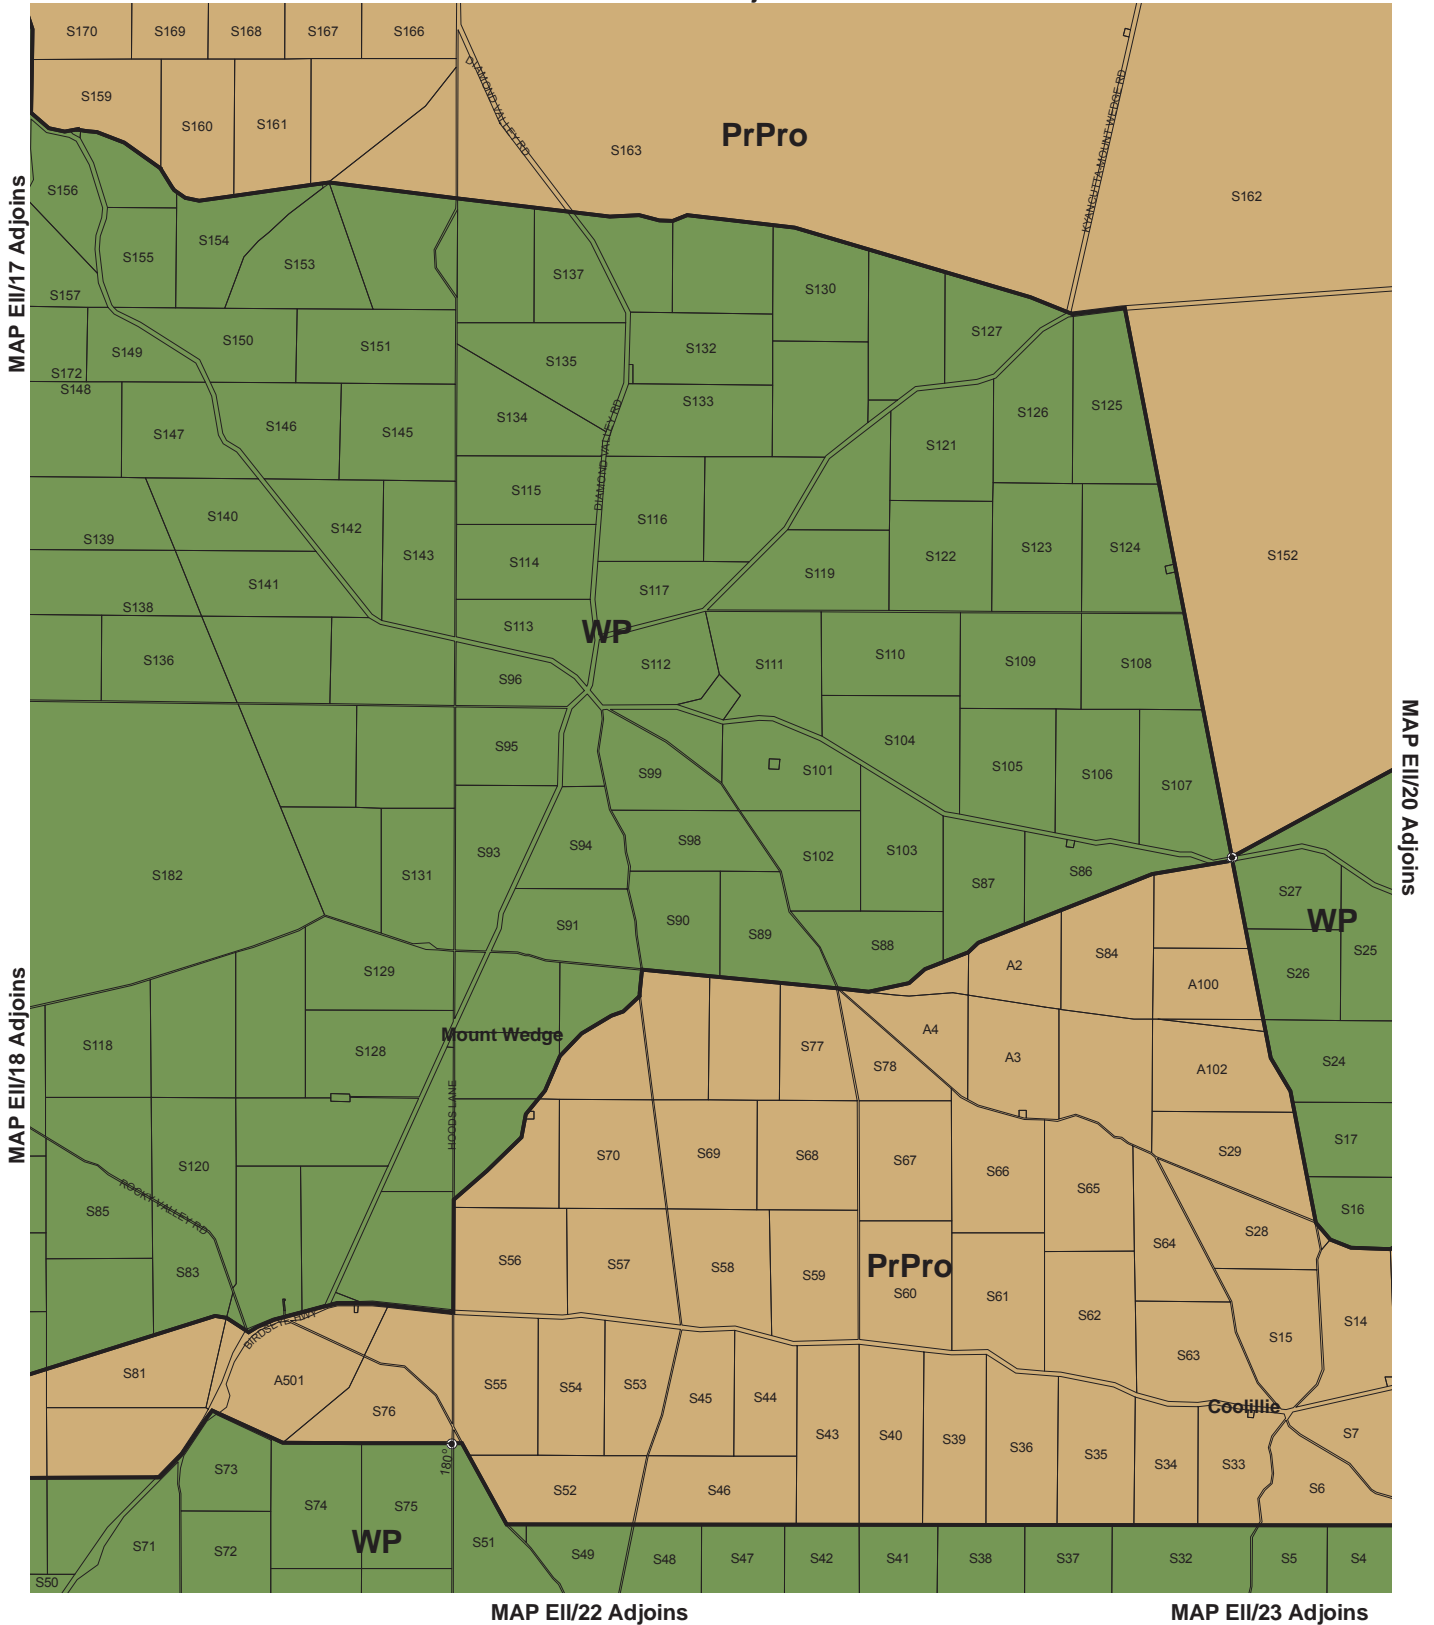 S170 S169 S168 S167 S166
S159 S160 S161
DIAMOND VALLEY RD
S163
PrPro
KYANCUTTA-MOUNT WEDGE RD
S162
MAP Ell/17 Adjoins
S156
S155
S154
S153
S157
S137
S130
S127
S150
S149
S151
S172
S148
S135
S132
S133
S134
DIAMOND VALLEY RD
S126
S125
S147
S146
S145
S121
S115
S116
S140
S139
S142
S143
S114
S119
S122
S123
S124
S152
S141
S138
S117
S113
WP
S136
S96
S112
S111
S110
S109
S108
S95
S99
S101
S104
S105
S106
S107
MAP Ell/20 Adjoins
S93
S94
S98
S102
S103
S182
S131
S87
S86
S27
WP
S91
S90
S89
S88
S25
S26
S129
A2
S84
A100
MAP Ell/18 Adjoins
S118
S128
Mount Wedge
S77
S78
A4
A3
A102
S24
HOODS LANE
S120
S70
S69
S68
S67
S66
S65
S29
S17
S85
ROCKY VALLEY RD
S83
S16
S56
S57
S58
S59
PrPro
S60
S61
S64
S28
S62
S14
BIRDSEYE HWY
S81
A501
S76
S55
S54
S53
S45
S44
S63
S15
Coolillie
S43
S40
S39
S36
S35
S34
S33
S7
S6
180°
S73
S74
S75
S52
S46
WP
S71
S72
S50
S51
S49
S48
S47
S42
S41
S38
S37
S32
S5
S4
MAP Ell/22 Adjoins
MAP Ell/23 Adjoins